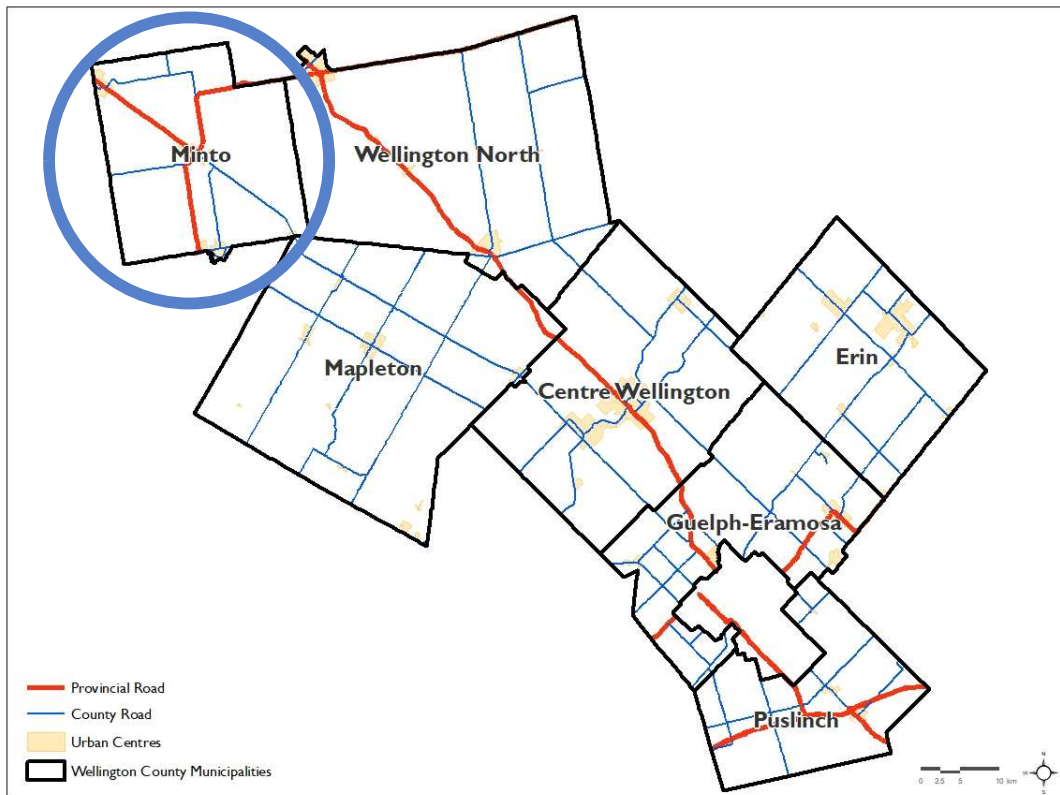 Minto
Wellington North
Erin
Mapleton
Centre Wellington
Guelph-Eramosa
Puslinch
Provincial Road
County Road
Urban Centres
Wellington County Municipalities
0 2.5 5 10 km
N
W
E
S